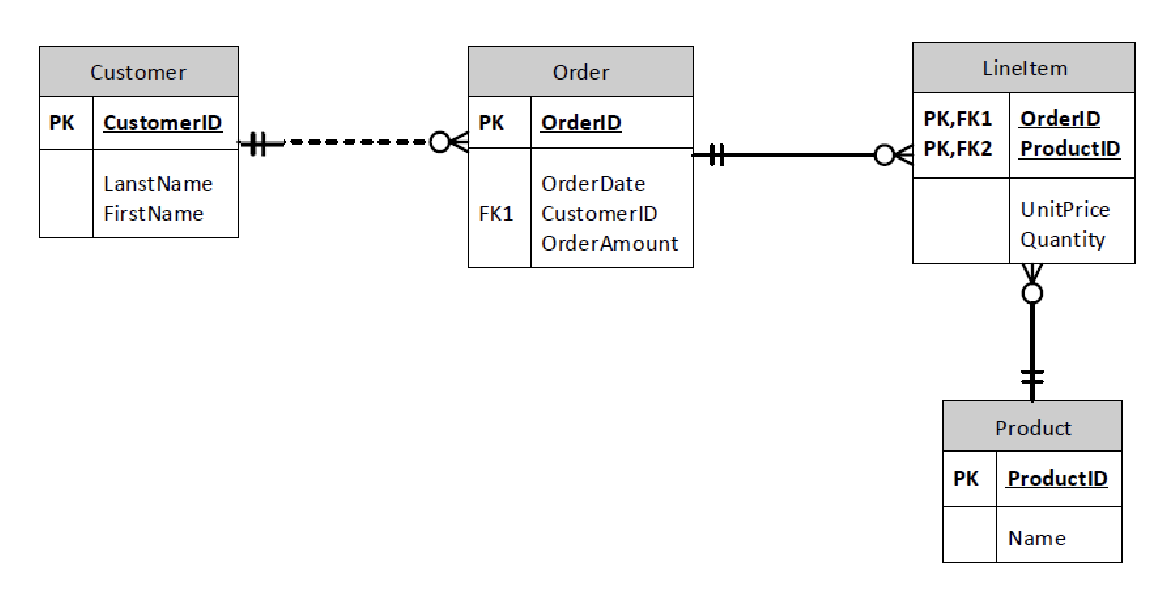 Customer
PK CustomerID
LanstName
FirstName
Order
PK OrderID
OrderDate
FK1 CustomerID
OrderAmount
LineItem
PK,FK1 OrderID
PK,FK2 ProductID
UnitPrice
Quantity
Product
PK ProductID
Name